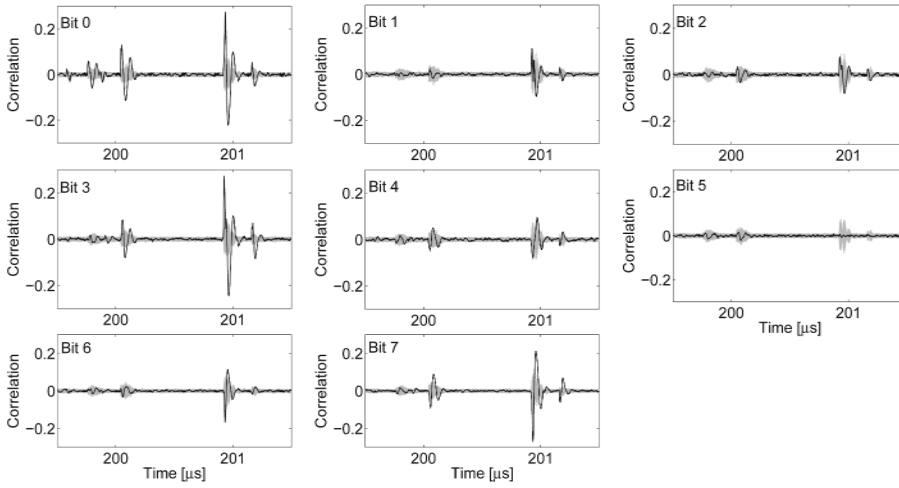 Bit 0
Correlation
0.2
0
−0.2
200
201
Bit 1
Correlation
0.2
0
−0.2
200
201
Bit 2
Correlation
0.2
0
−0.2
200
201
Bit 3
Correlation
0.2
0
−0.2
200
201
Bit 4
Correlation
0.2
0
−0.2
200
201
Bit 5
Correlation
0.2
0
−0.2
200
201
Time [μs]
Bit 6
Correlation
0.2
0
−0.2
200
201
Time [μs]
Bit 7
Correlation
0.2
0
−0.2
200
201
Time [μs]